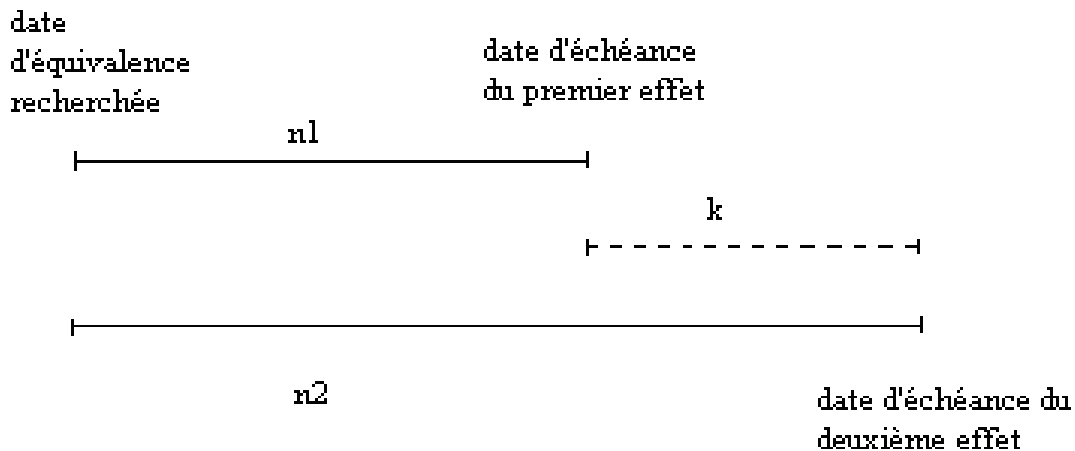 date
d'équivalence
recherchée
date d'échéance
du premier effet
n1
k
n2
date d'échéance du
deuxième effet